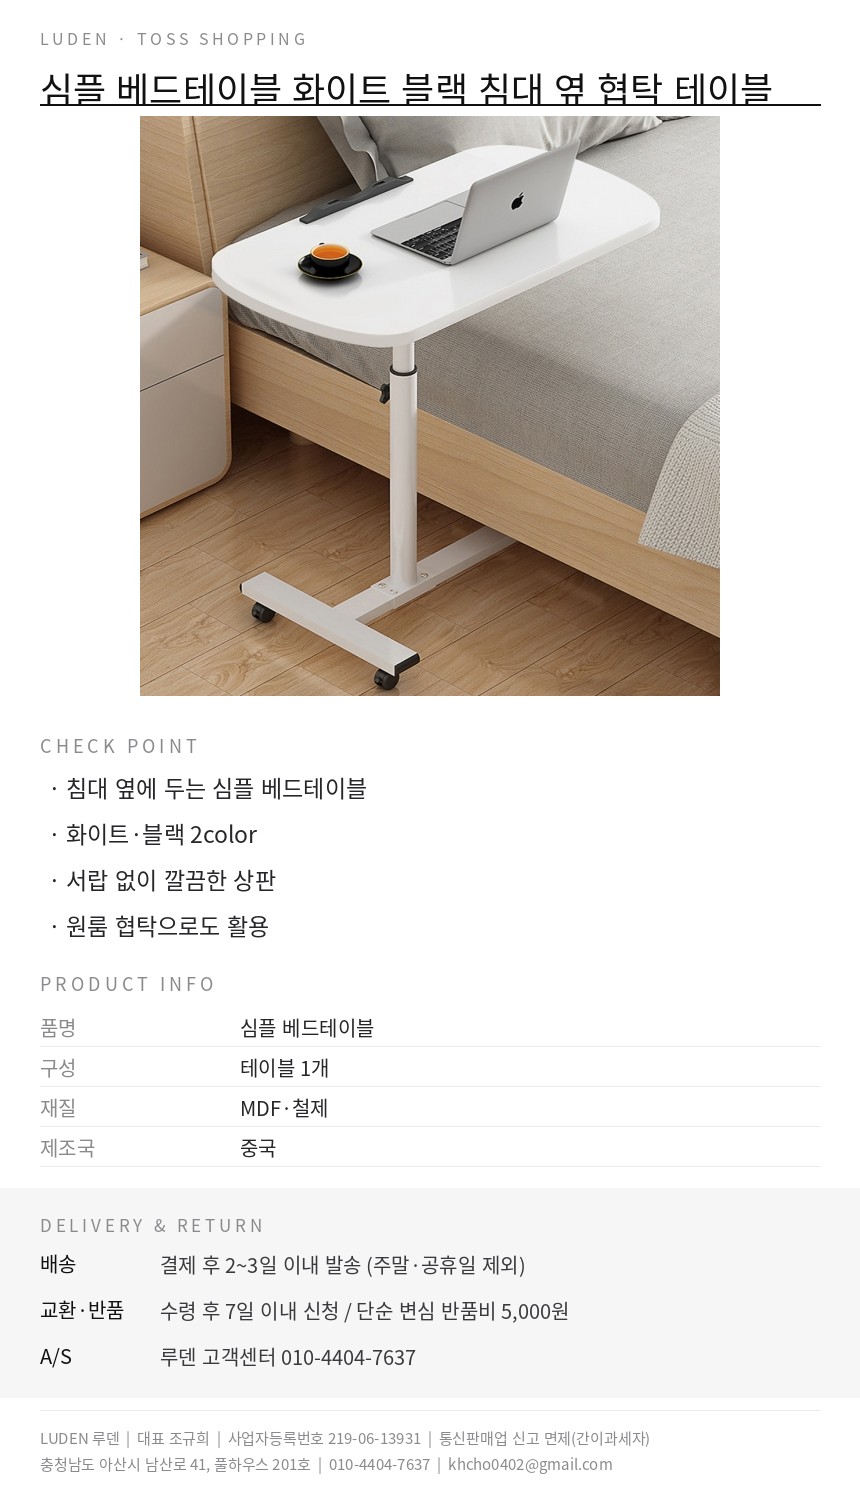 LUDEN · TOSS SHOPPING
심플 베드테이블 화이트 블랙 침대 옆 협탁 테이블
CHECK POINT
· 침대 옆에 두는 심플 베드테이블
· 화이트·블랙 2color
· 서랍 없이 깔끔한 상판
· 원룸 협탁으로도 활용
PRODUCT INFO
품명 심플 베드테이블
구성 테이블 1개
재질 MDF·철제
제조국 중국
DELIVERY & RETURN
배송 결제 후 2~3일 이내 발송 (주말·공휴일 제외)
교환·반품 수령 후 7일 이내 신청 / 단순 변심 반품비 5,000원
A/S 루덴 고객센터 010-4404-7637
LUDEN 루덴 | 대표 조규희 | 사업자등록번호 219-06-13931 | 통신판매업 신고 면제(간이과세자)
충청남도 아산시 남산로 41, 풀하우스 201호 | 010-4404-7637 | khcho0402@gmail.com